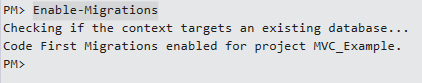 PM> Enable-Migrations
Checking if the context targets an existing database...
Code First Migrations enabled for project MVC_Example.
PM>